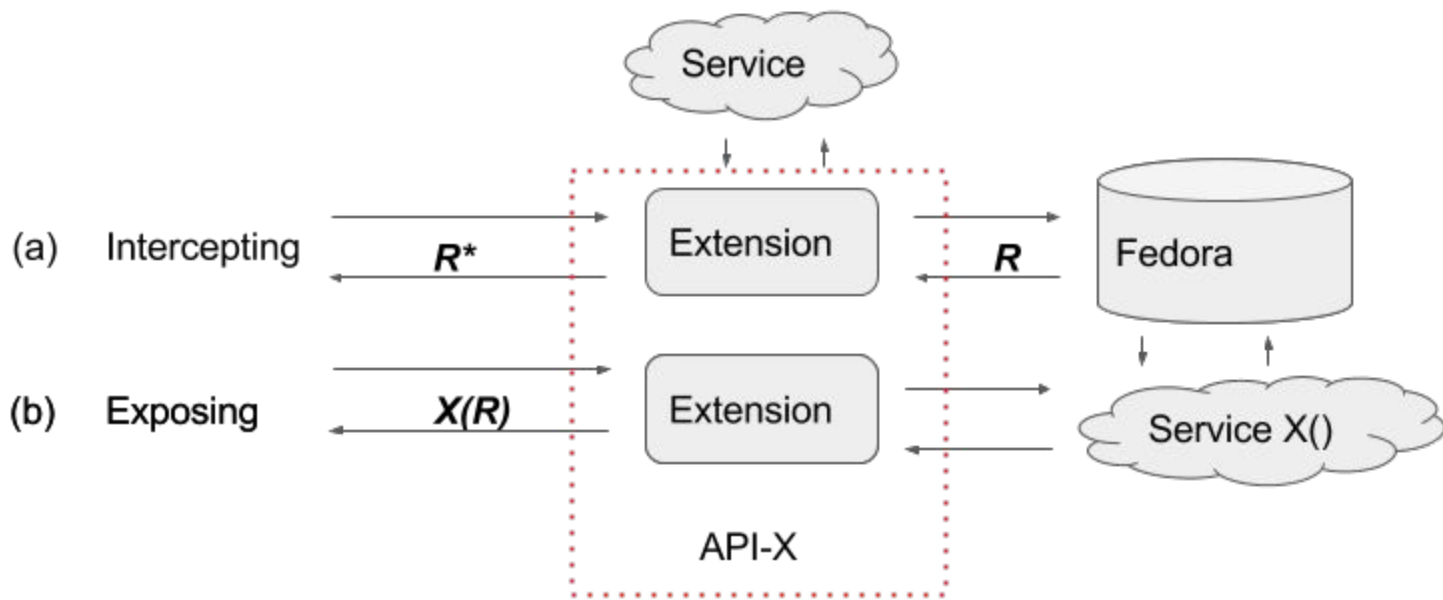 Service
(a) Intercepting
R*
Extension
R
Fedora
(b) Exposing
X(R)
Extension
Service X()
API-X